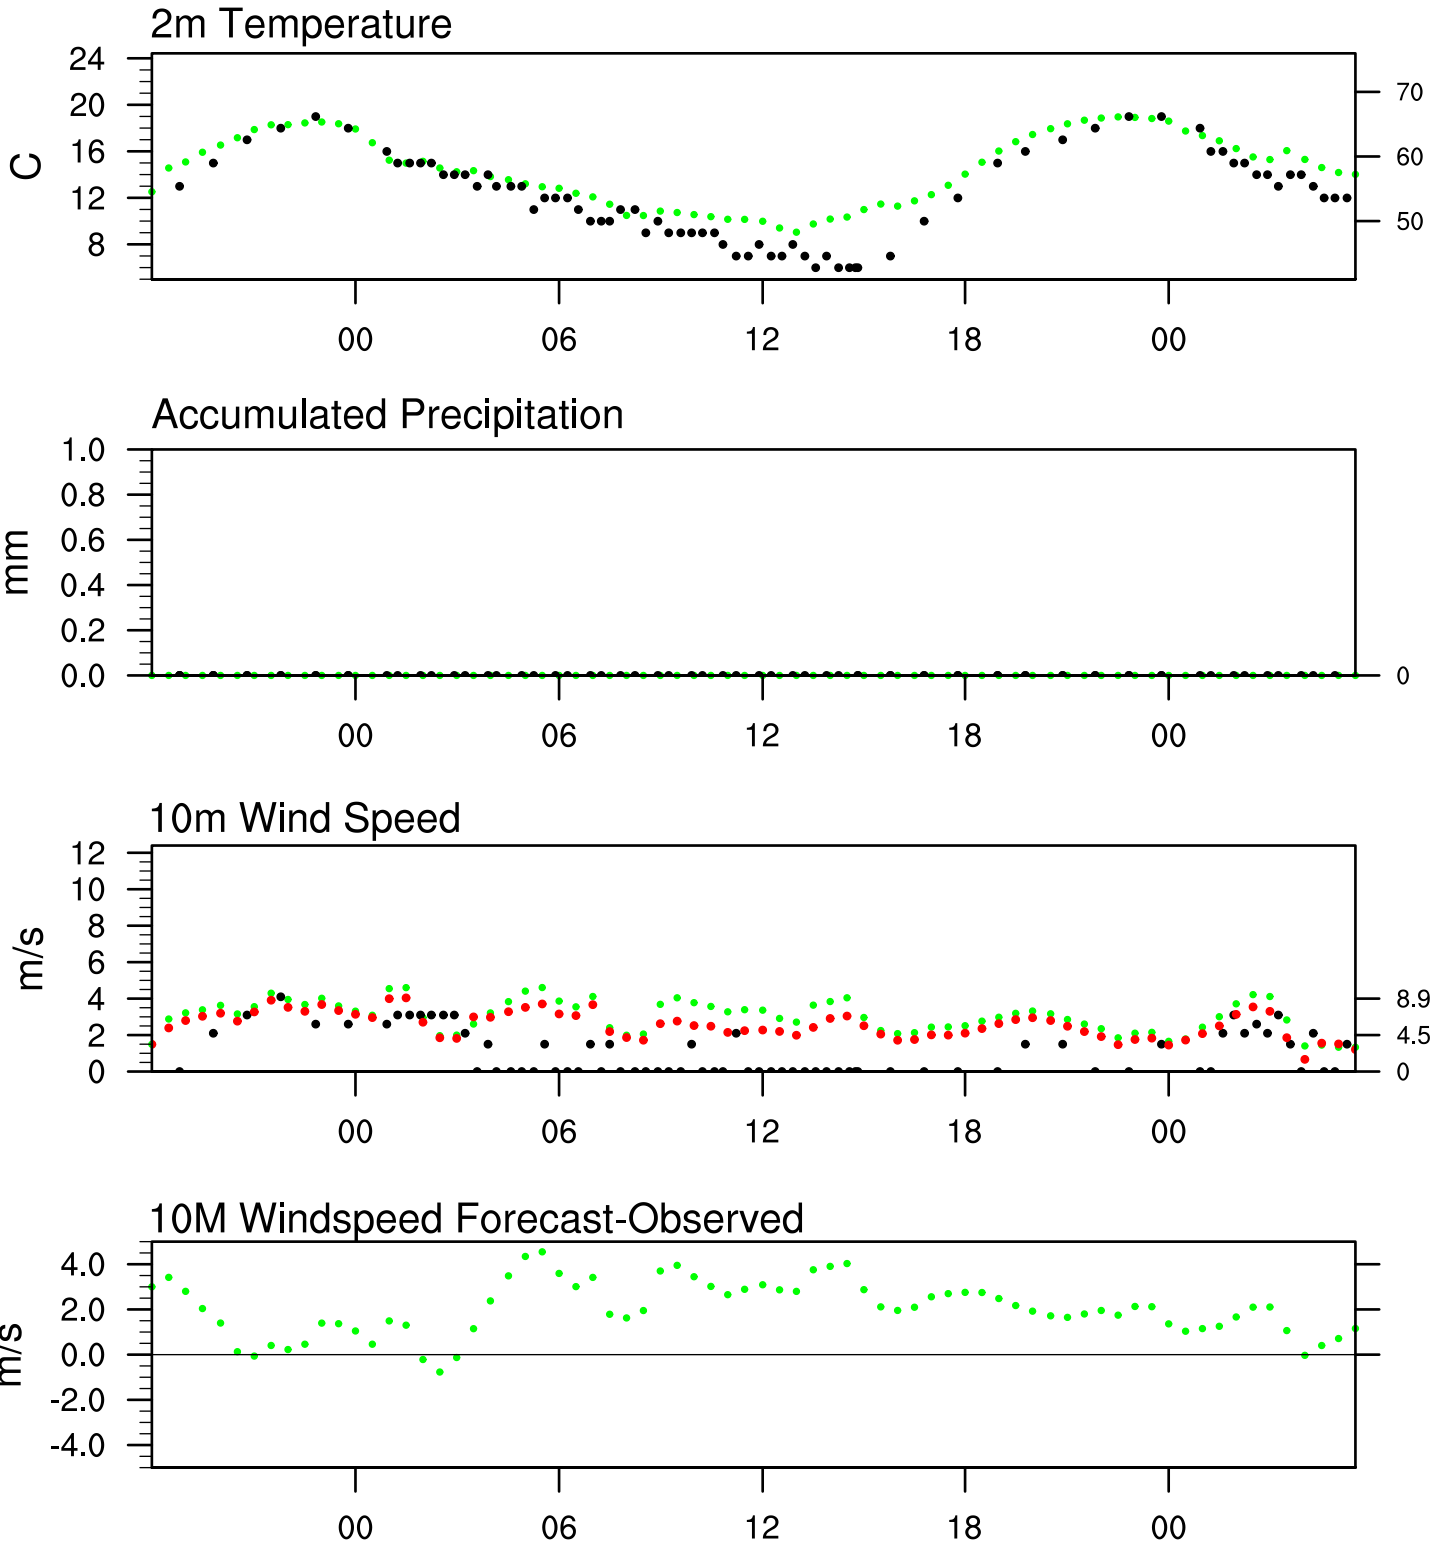 2m Temperature
24
20
16
12
8
C
70
60
50
00 06 12 18 00
Accumulated Precipitation
1.0
0.8
0.6
0.4
0.2
0.0
mm
0
00 06 12 18 00
10m Wind Speed
12
10
8
6
4
2
0
m/s
8.9
4.5
0
00 06 12 18 00
10M Windspeed Forecast-Observed
4.0
2.0
0.0
-2.0
-4.0
m/s
00 06 12 18 00